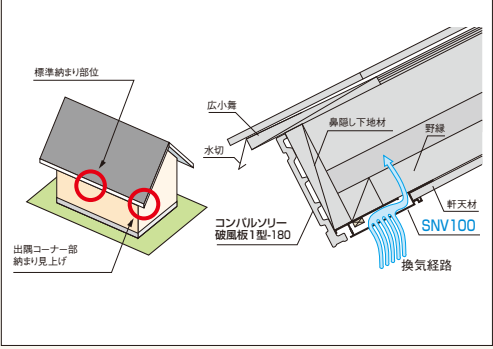 標準納まり部位
出隅コーナー部
納まり見上げ
広小舞
水切
鼻隠し下地材
野縁
コンパルソリー
破風板1型-180
軒天材
SNV100
換気経路